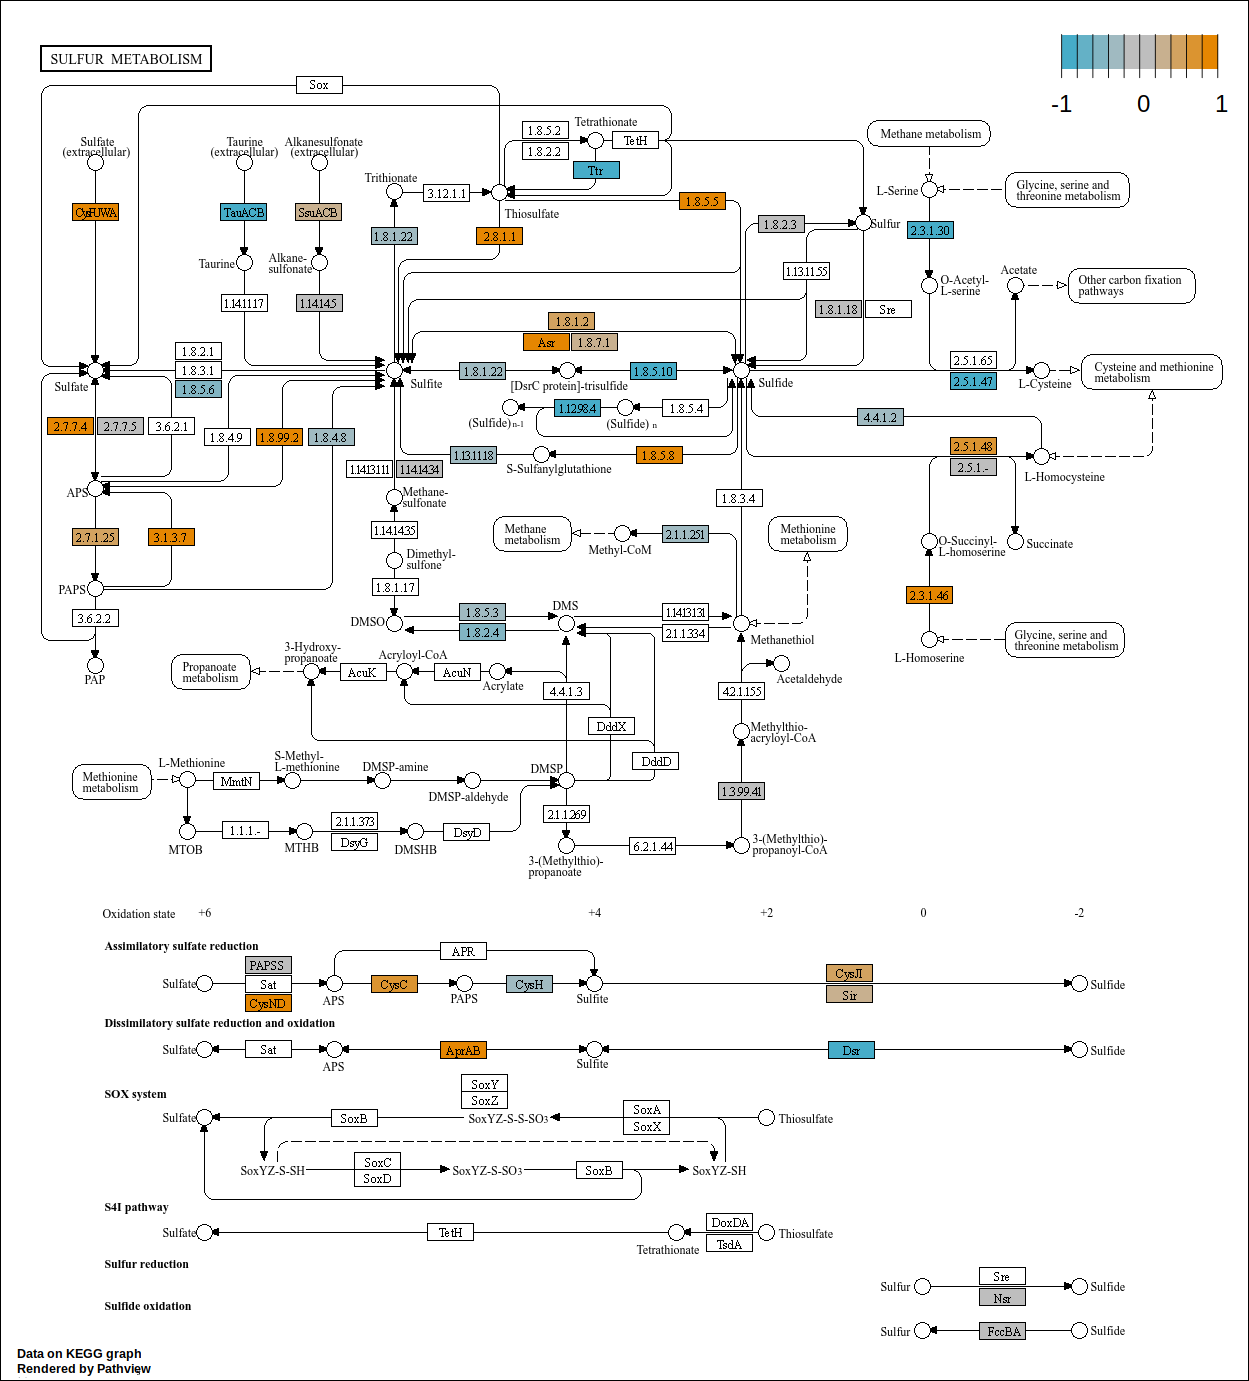 SULFUR METABOLISM
-1 0 1
Sox
Sulfate
(extracellular)
Taurine
(extracellular)
Alkanesulfonate
(extracellular)
Tetrathionate
1.8.5.2
1.8.2.2
TetH
Ttr
Methane metabolism
Trithionate
3.12.1.1
Thiosulfate
1.8.5.5
L-Serine
Glycine, serine and
threonine metabolism
CysPUWA
TauACB
SsuACB
1.8.1.22
2.8.1.1
1.8.2.3
Sulfur
2.3.1.30
Taurine
Alkane-
sulfonate
1.13.11.55
O-Acetyl-
L-serine
Acetate
Other carbon fixation
pathways
1.14.11.17
1.14.14.5
1.8.1.18
Sre
1.8.1.2
Asr
1.8.7.1
1.8.2.1
1.8.3.1
1.8.5.6
Sulfate
Sulfite
1.8.1.22
[DsrC protein]-trisulfide
1.8.5.10
Sulfide
2.5.1.65
2.5.1.47
L-Cysteine
Cysteine and methionine
metabolism
(Sulfide) n-1
1.12.98.4
(Sulfide) n
1.8.5.4
4.4.1.2
2.7.7.4
2.7.7.5
3.6.2.1
1.8.4.9
1.8.99.2
1.8.4.8
1.13.11.18
S-Sulfanylglutathione
1.8.5.8
2.5.1.48
2.5.1.-
L-Homocysteine
1.14.13.111
1.14.14.34
APS
Methane-
sulfonate
1.8.3.4
2.7.1.25
3.1.3.7
1.14.14.35
Methane
metabolism
Methyl-CoM
2.1.1.251
Methionine
metabolism
O-Succinyl-
L-homoserine
Succinate
Dimethyl-
sulfone
PAPS
1.8.1.17
2.3.1.46
3.6.2.2
DMSO
1.8.5.3
1.8.2.4
DMS
1.14.13.131
2.1.1.334
Methanethiol
L-Homoserine
Glycine, serine and
threonine metabolism
PAP
Propanoate
metabolism
3-Hydroxy-
propanoate
AcuK
Acryloyl-CoA
AcuN
Acrylate
4.4.1.3
4.2.1.155
Acetaldehyde
DddX
DddD
Methylthio-
acryloyl-CoA
Methionine
metabolism
L-Methionine
MmtN
S-Methyl-
L-methionine
DMSP-amine
DMSP-aldehyde
DMSP
1.3.99.41
2.1.1.269
MTOB
1.1.1.-
MTHB
2.1.1.373
DsyG
DMSHB
DsyD
3-(Methylthio)-
propanoate
6.2.1.44
3-(Methylthio)-
propanoyl-CoA
Oxidation state +6 +4 +2 0 -2
Assimilatory sulfate reduction
APR
PAPSS
Sulfate
Sat
CysND
APS
CysC
PAPS
CysH
Sulfite
CysJI
Sir
Sulfide
Dissimilatory sulfate reduction and oxidation
Sulfate
Sat
APS
AprAB
Sulfite
Dsr
Sulfide
SOX system
SoxY
SoxZ
Sulfate
SoxB
SoxYZ-S-S-SO3
SoxA
SoxX
Thiosulfate
SoxYZ-S-SH
SoxC
SoxD
SoxYZ-S-SO3
SoxB
SoxYZ-SH
S4I pathway
Sulfate
TetH
Tetrathionate
DoxDA
TsdA
Thiosulfate
Sulfur reduction
Sulfur
Sre
Nsr
Sulfide
Sulfide oxidation
Sulfur
FccBA
Sulfide
Data on KEGG graph
Rendered by Pathview